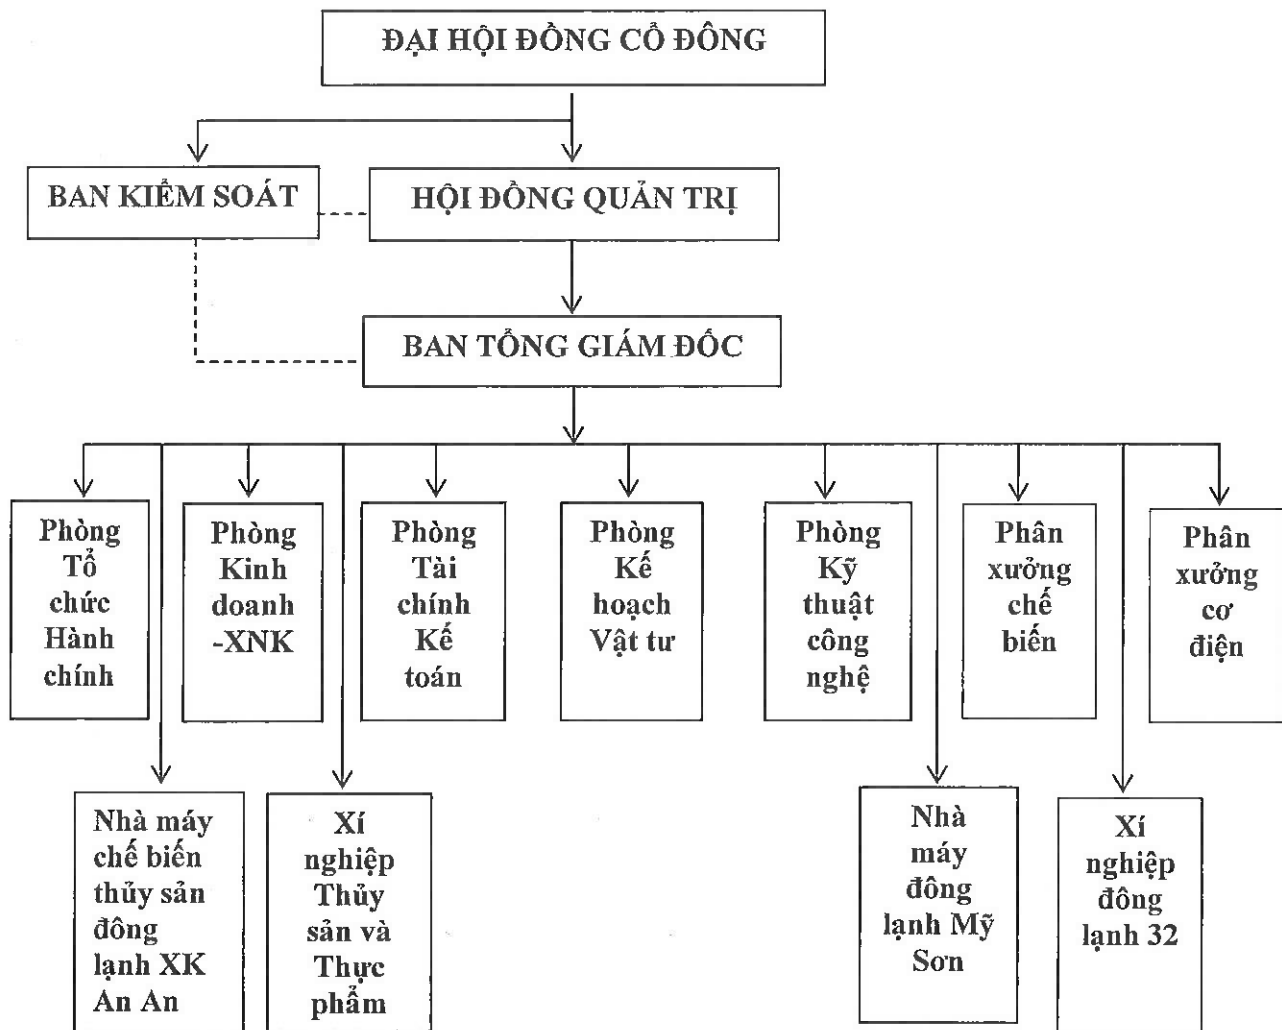 ĐẠI HỘI ĐỒNG CỔ ĐÔNG
BAN KIỂM SOÁT
HỘI ĐỒNG QUẢN TRỊ
BAN TỔNG GIÁM ĐỐC
Phòng
Tổ
chức
Hành
chính
Phòng
Kinh
doanh
-XNK
Phòng
Tài
chính
Kế
toán
Phòng
Kế
hoạch
Vật tư
Phòng
Kỹ
thuật
công
nghệ
Phân
xưởng
chế
biến
Phân
xưởng
cơ
điện
Nhà máy
chế biến
thủy sản
đông
lạnh XK
An An
Xí
nghiệp
Thủy
sản và
Thực
phẩm
Nhà
máy
đông
lạnh Mỹ
Sơn
Xí
nghiệp
đông
lạnh 32